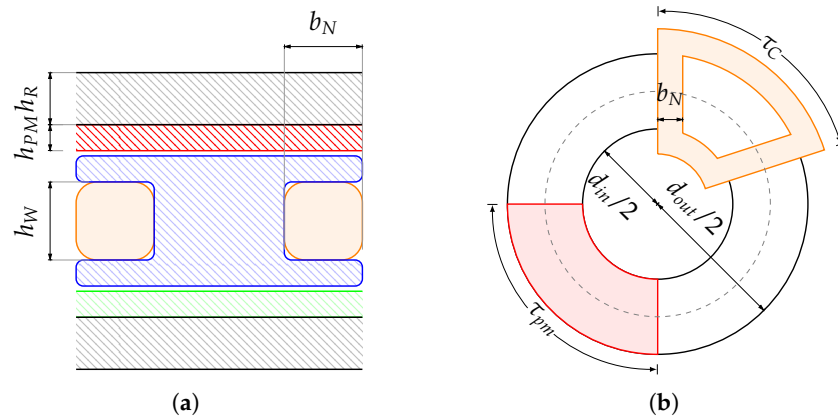 b_N
h_R
h_PM
h_W
(a)
τ_C
b_N
d_in/2
d_out/2
τ_pm
(b)